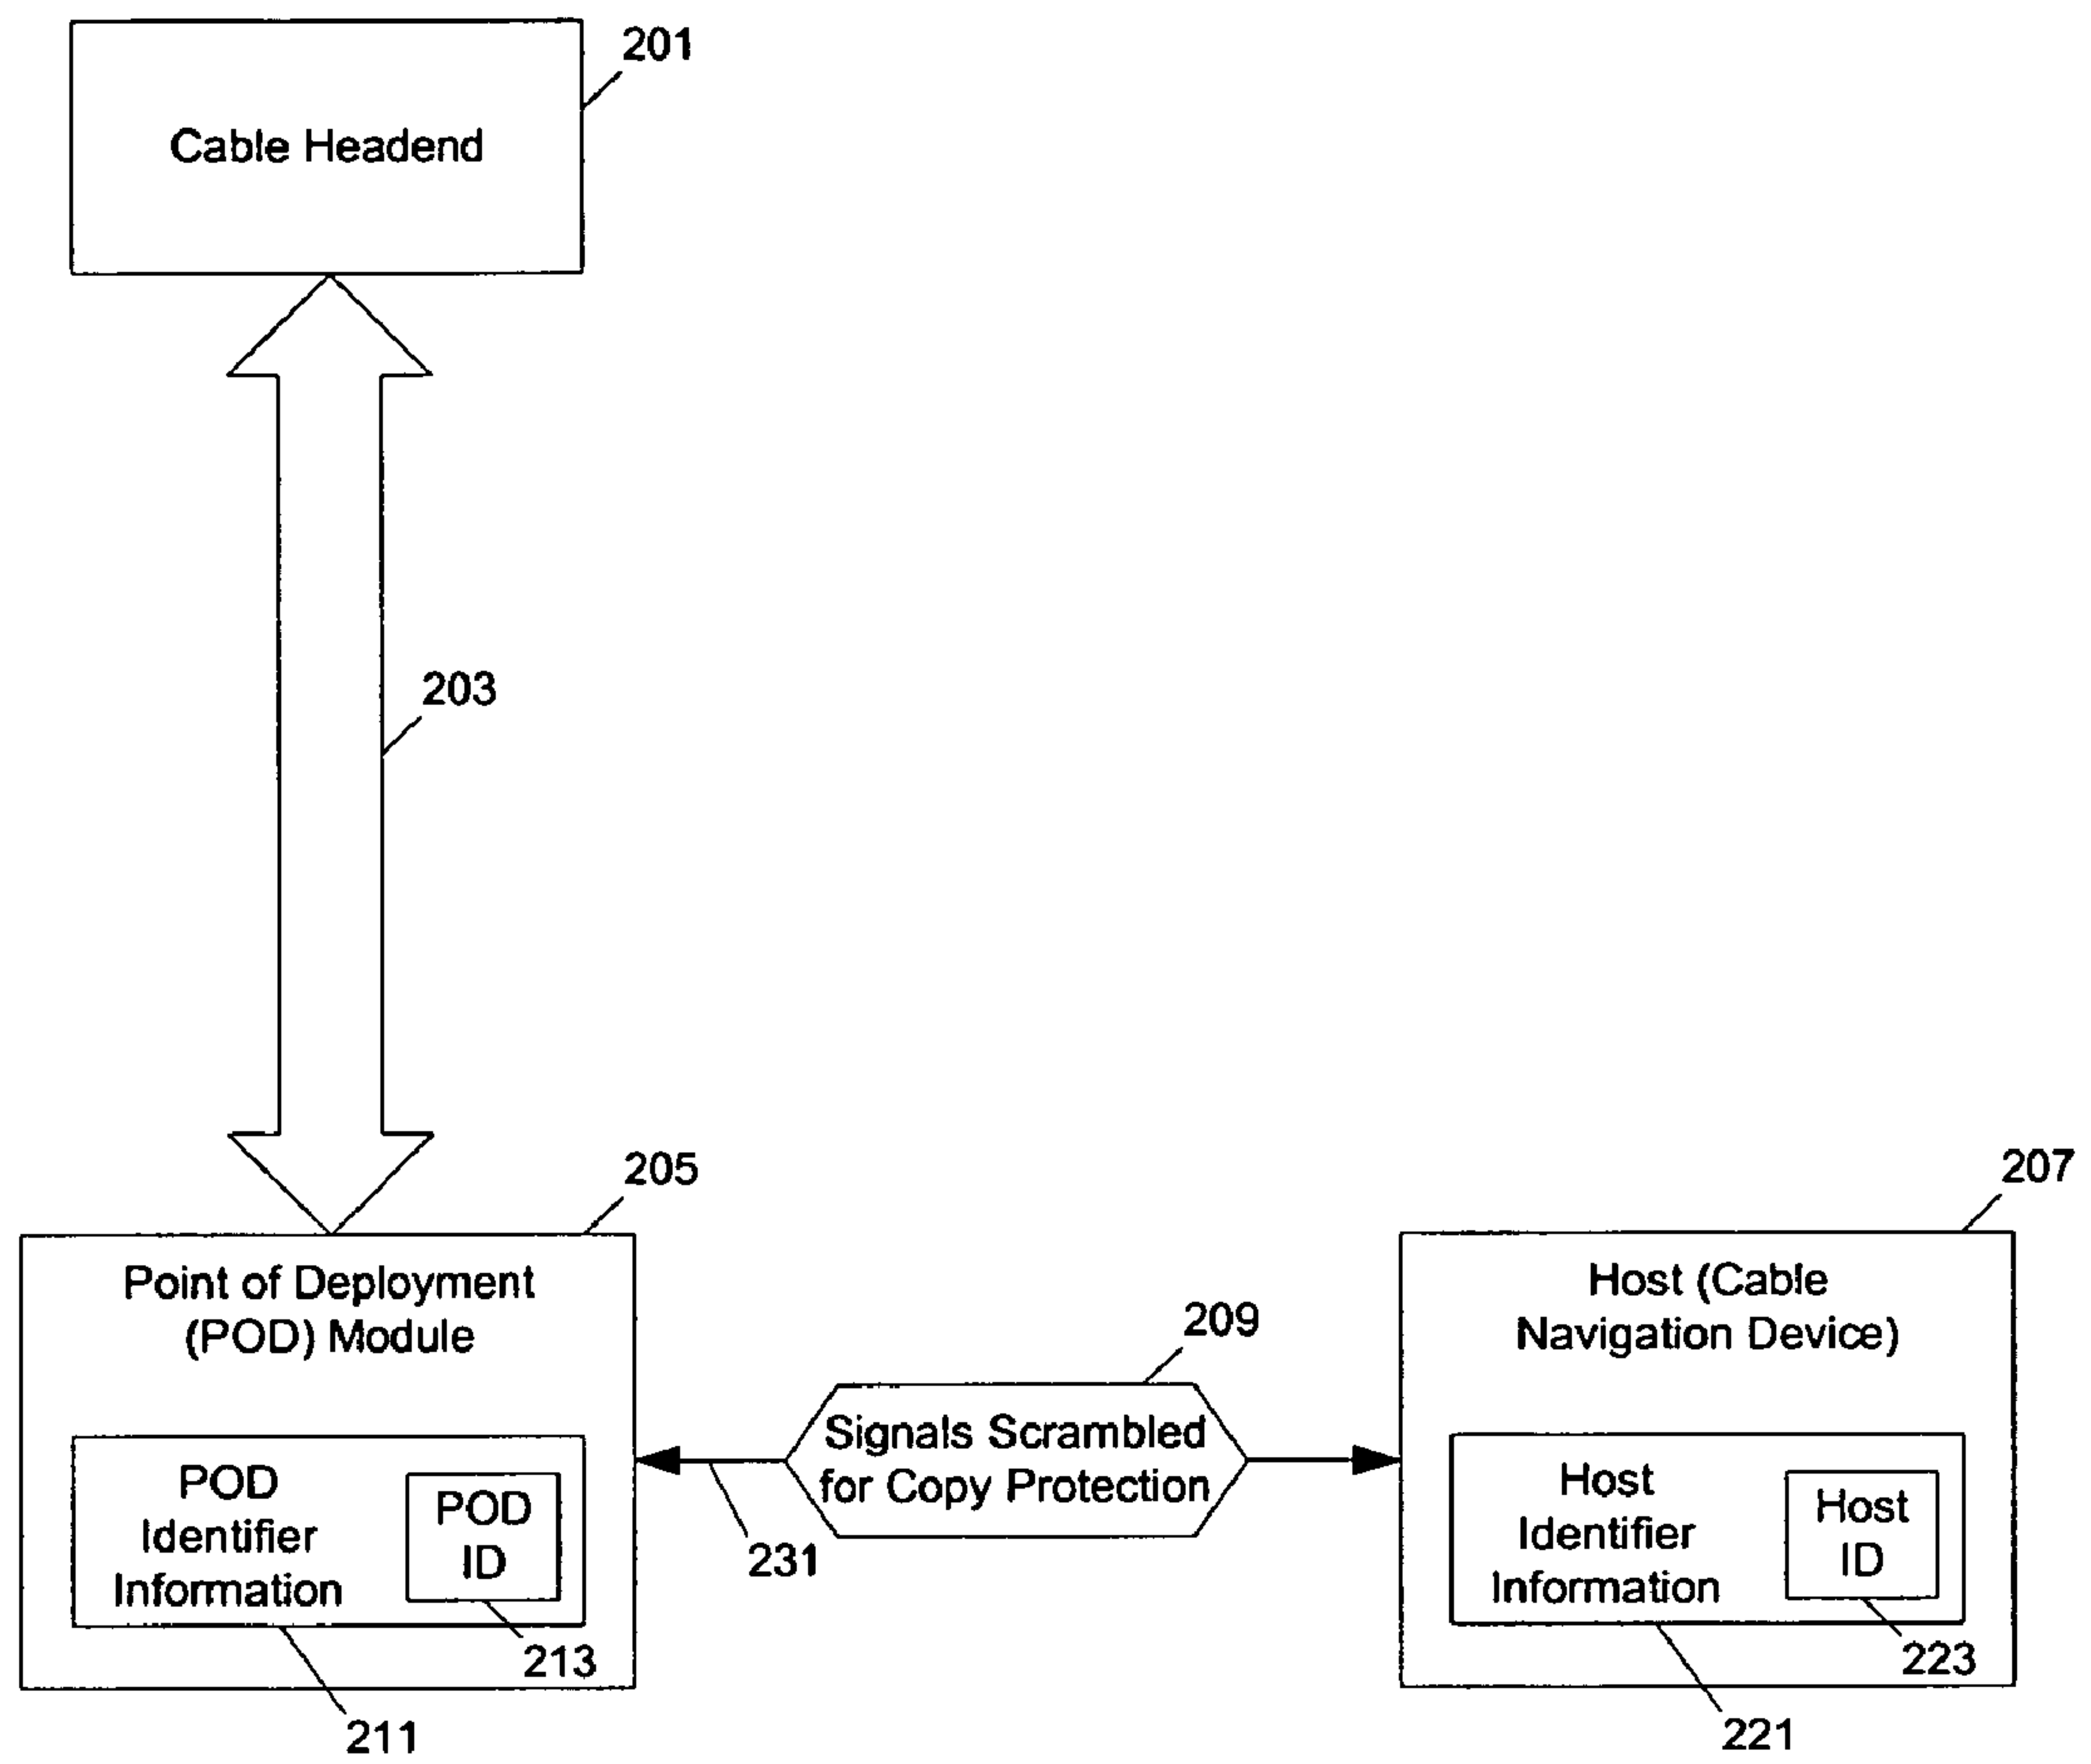 201
Cable Headend
203
205
Point of Deployment
(POD) Module
POD
Identifier
Information
POD
ID
213
211
209
Signals Scrambled
for Copy Protection
231
207
Host (Cable
Navigation Device)
Host
Identifier
Information
Host
ID
223
221